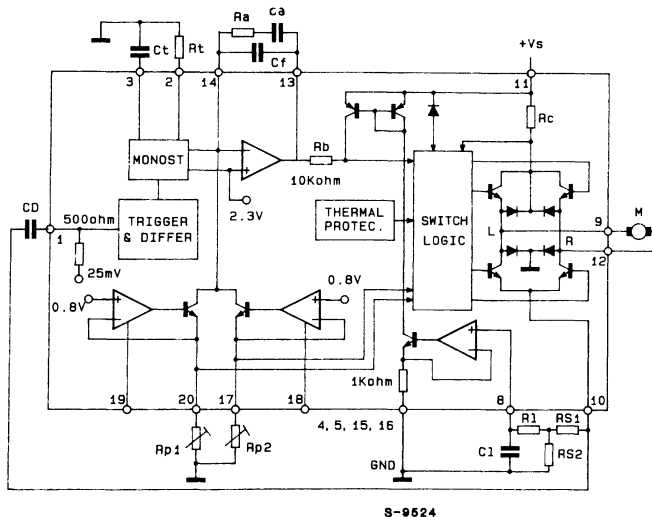 Ra ca
Ct Rt Cf +Vs
3 2 14 13 11
Rc
Rb
MONOST
10Kohm
2.3V
CD 500ohm
1
TRIGGER
& DIFFER
THERMAL
PROTEC.
SWITCH
LOGIC
L R
M
9
12
25mV
0.8V 0.8V
+ - + - + - + -
1Kohm
19 20 17 18 4, 5, 15, 16 8 10
Rp1 Rp2
GND
Rl RS1
Cl RS2
S-9524